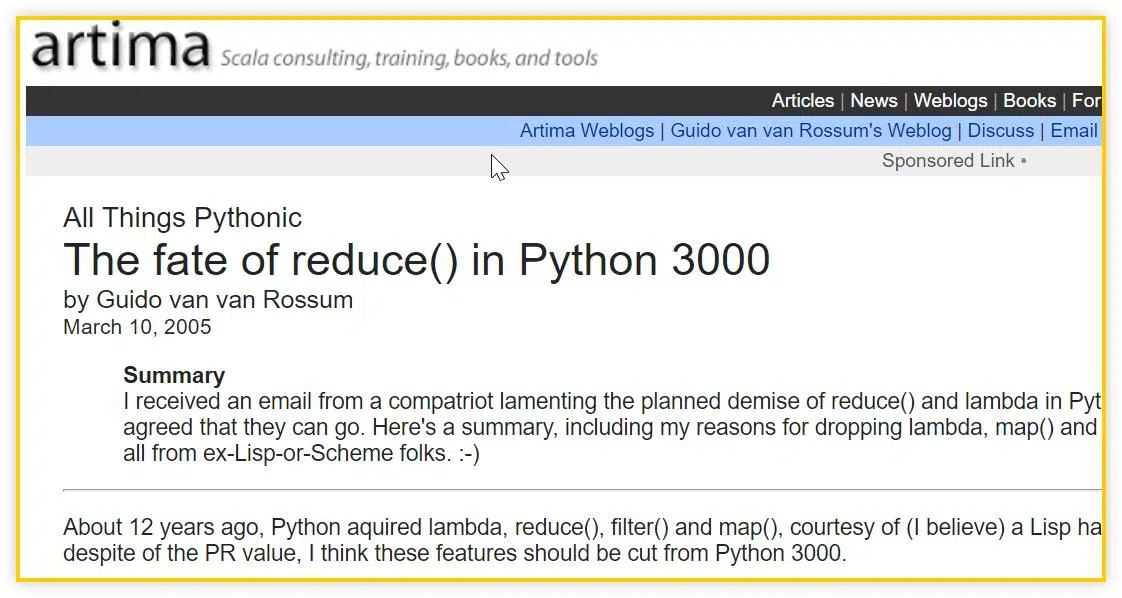 artima Scala consulting, training, books, and tools
Articles | News | Weblogs | Books | For
Artima Weblogs | Guido van van Rossum's Weblog | Discuss | Email
Sponsored Link •
All Things Pythonic
The fate of reduce() in Python 3000
by Guido van van Rossum
March 10, 2005
Summary
I received an email from a compatriot lamenting the planned demise of reduce() and lambda in Pyt
agreed that they can go. Here's a summary, including my reasons for dropping lambda, map() and
all from ex-Lisp-or-Scheme folks. :-)
About 12 years ago, Python aquired lambda, reduce(), filter() and map(), courtesy of (I believe) a Lisp ha
despite of the PR value, I think these features should be cut from Python 3000.